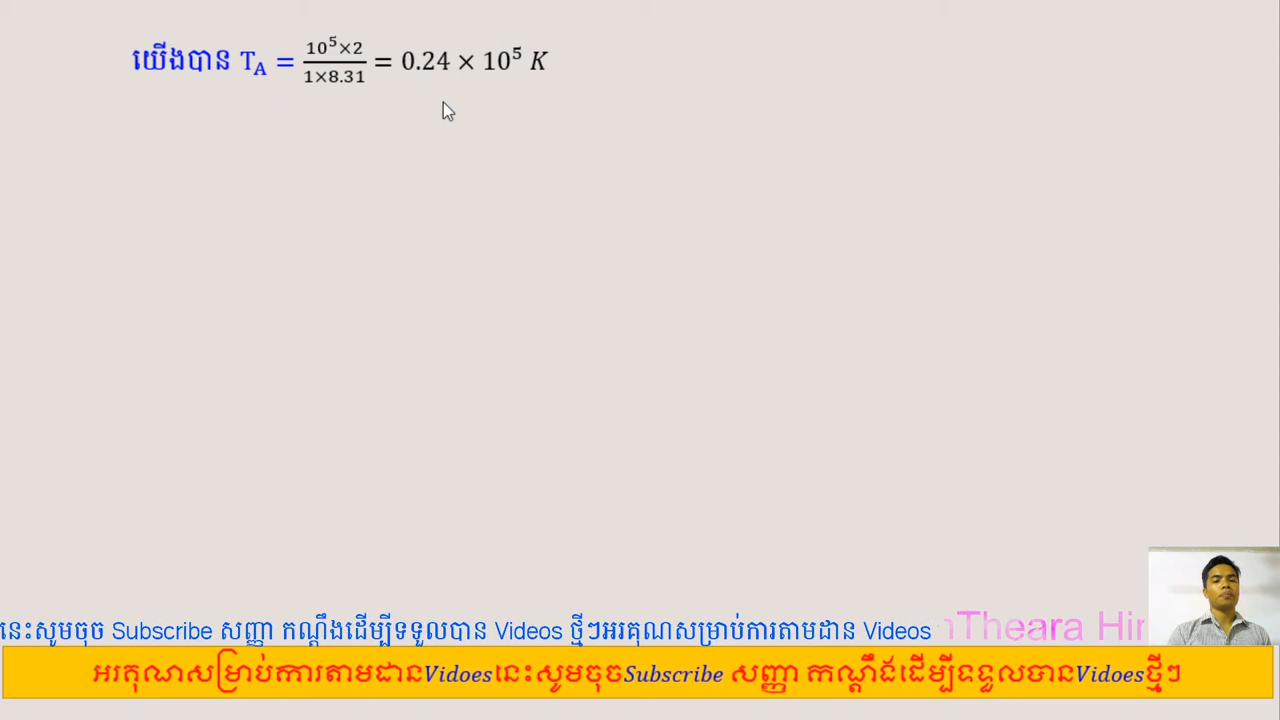 យើងបាន T_A = \frac{10^5×2}{1×8.31} = 0.24 × 10^5 K
នេះសូមចុច Subscribe សញ្ញា កណ្ដឹងដើម្បីទទួលបាន Videos ថ្មីៗអរគុណសម្រាប់ការតាមដាន Videos
Theara Hin
អរគុណសម្រាប់ការតាមដានVidoesនេះសូមចុចSubscribe សញ្ញា កណ្ដឹងដើម្បីទទួលបានVidoesថ្មីៗ